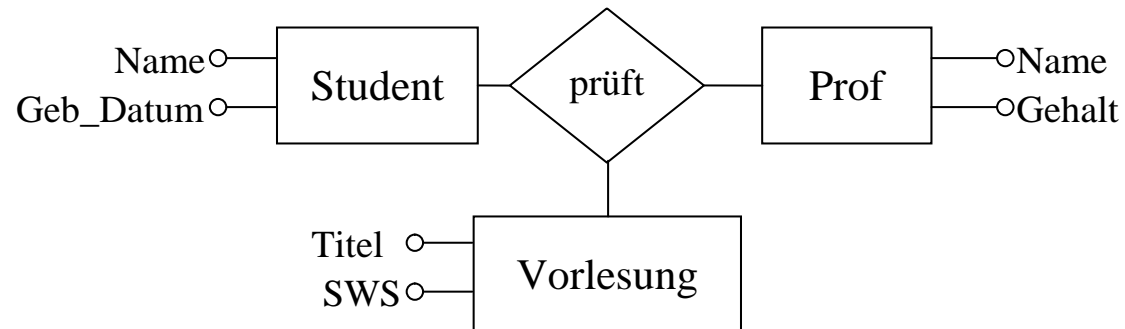 Name
Geb_Datum
Student
prüft
Prof
Name
Gehalt
Titel
SWS
Vorlesung